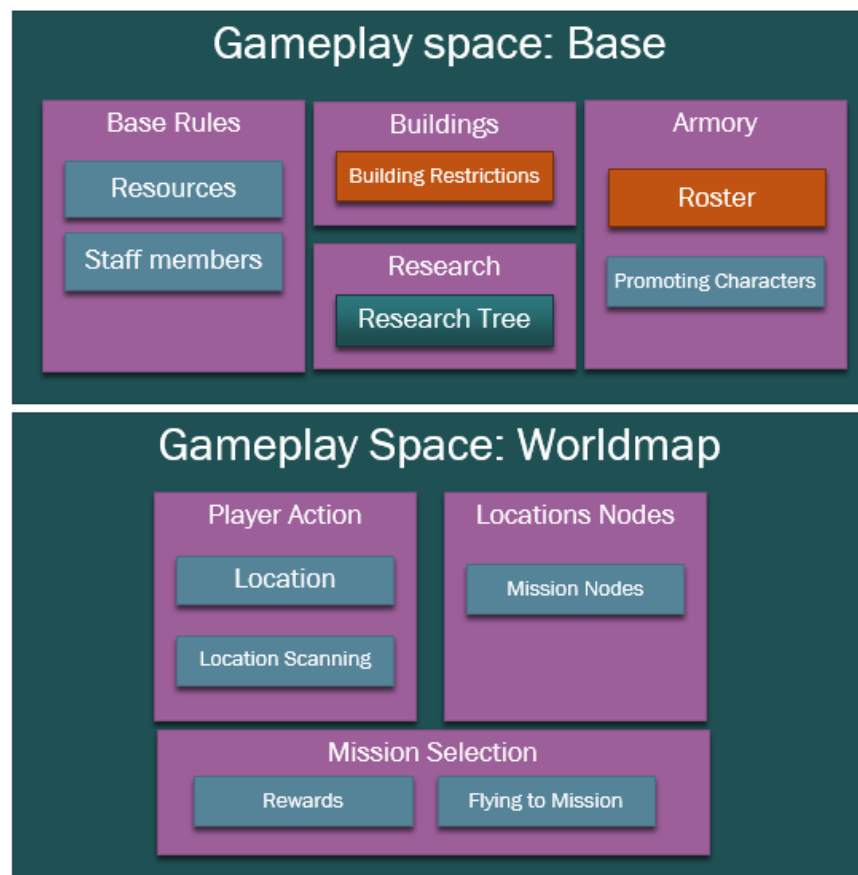 Gameplay space: Base
Base Rules
Resources
Staff members
Buildings
Building Restrictions
Research
Research Tree
Armory
Roster
Promoting Characters
Gameplay Space: Worldmap
Player Action
Location
Location Scanning
Locations Nodes
Mission Nodes
Mission Selection
Rewards
Flying to Mission